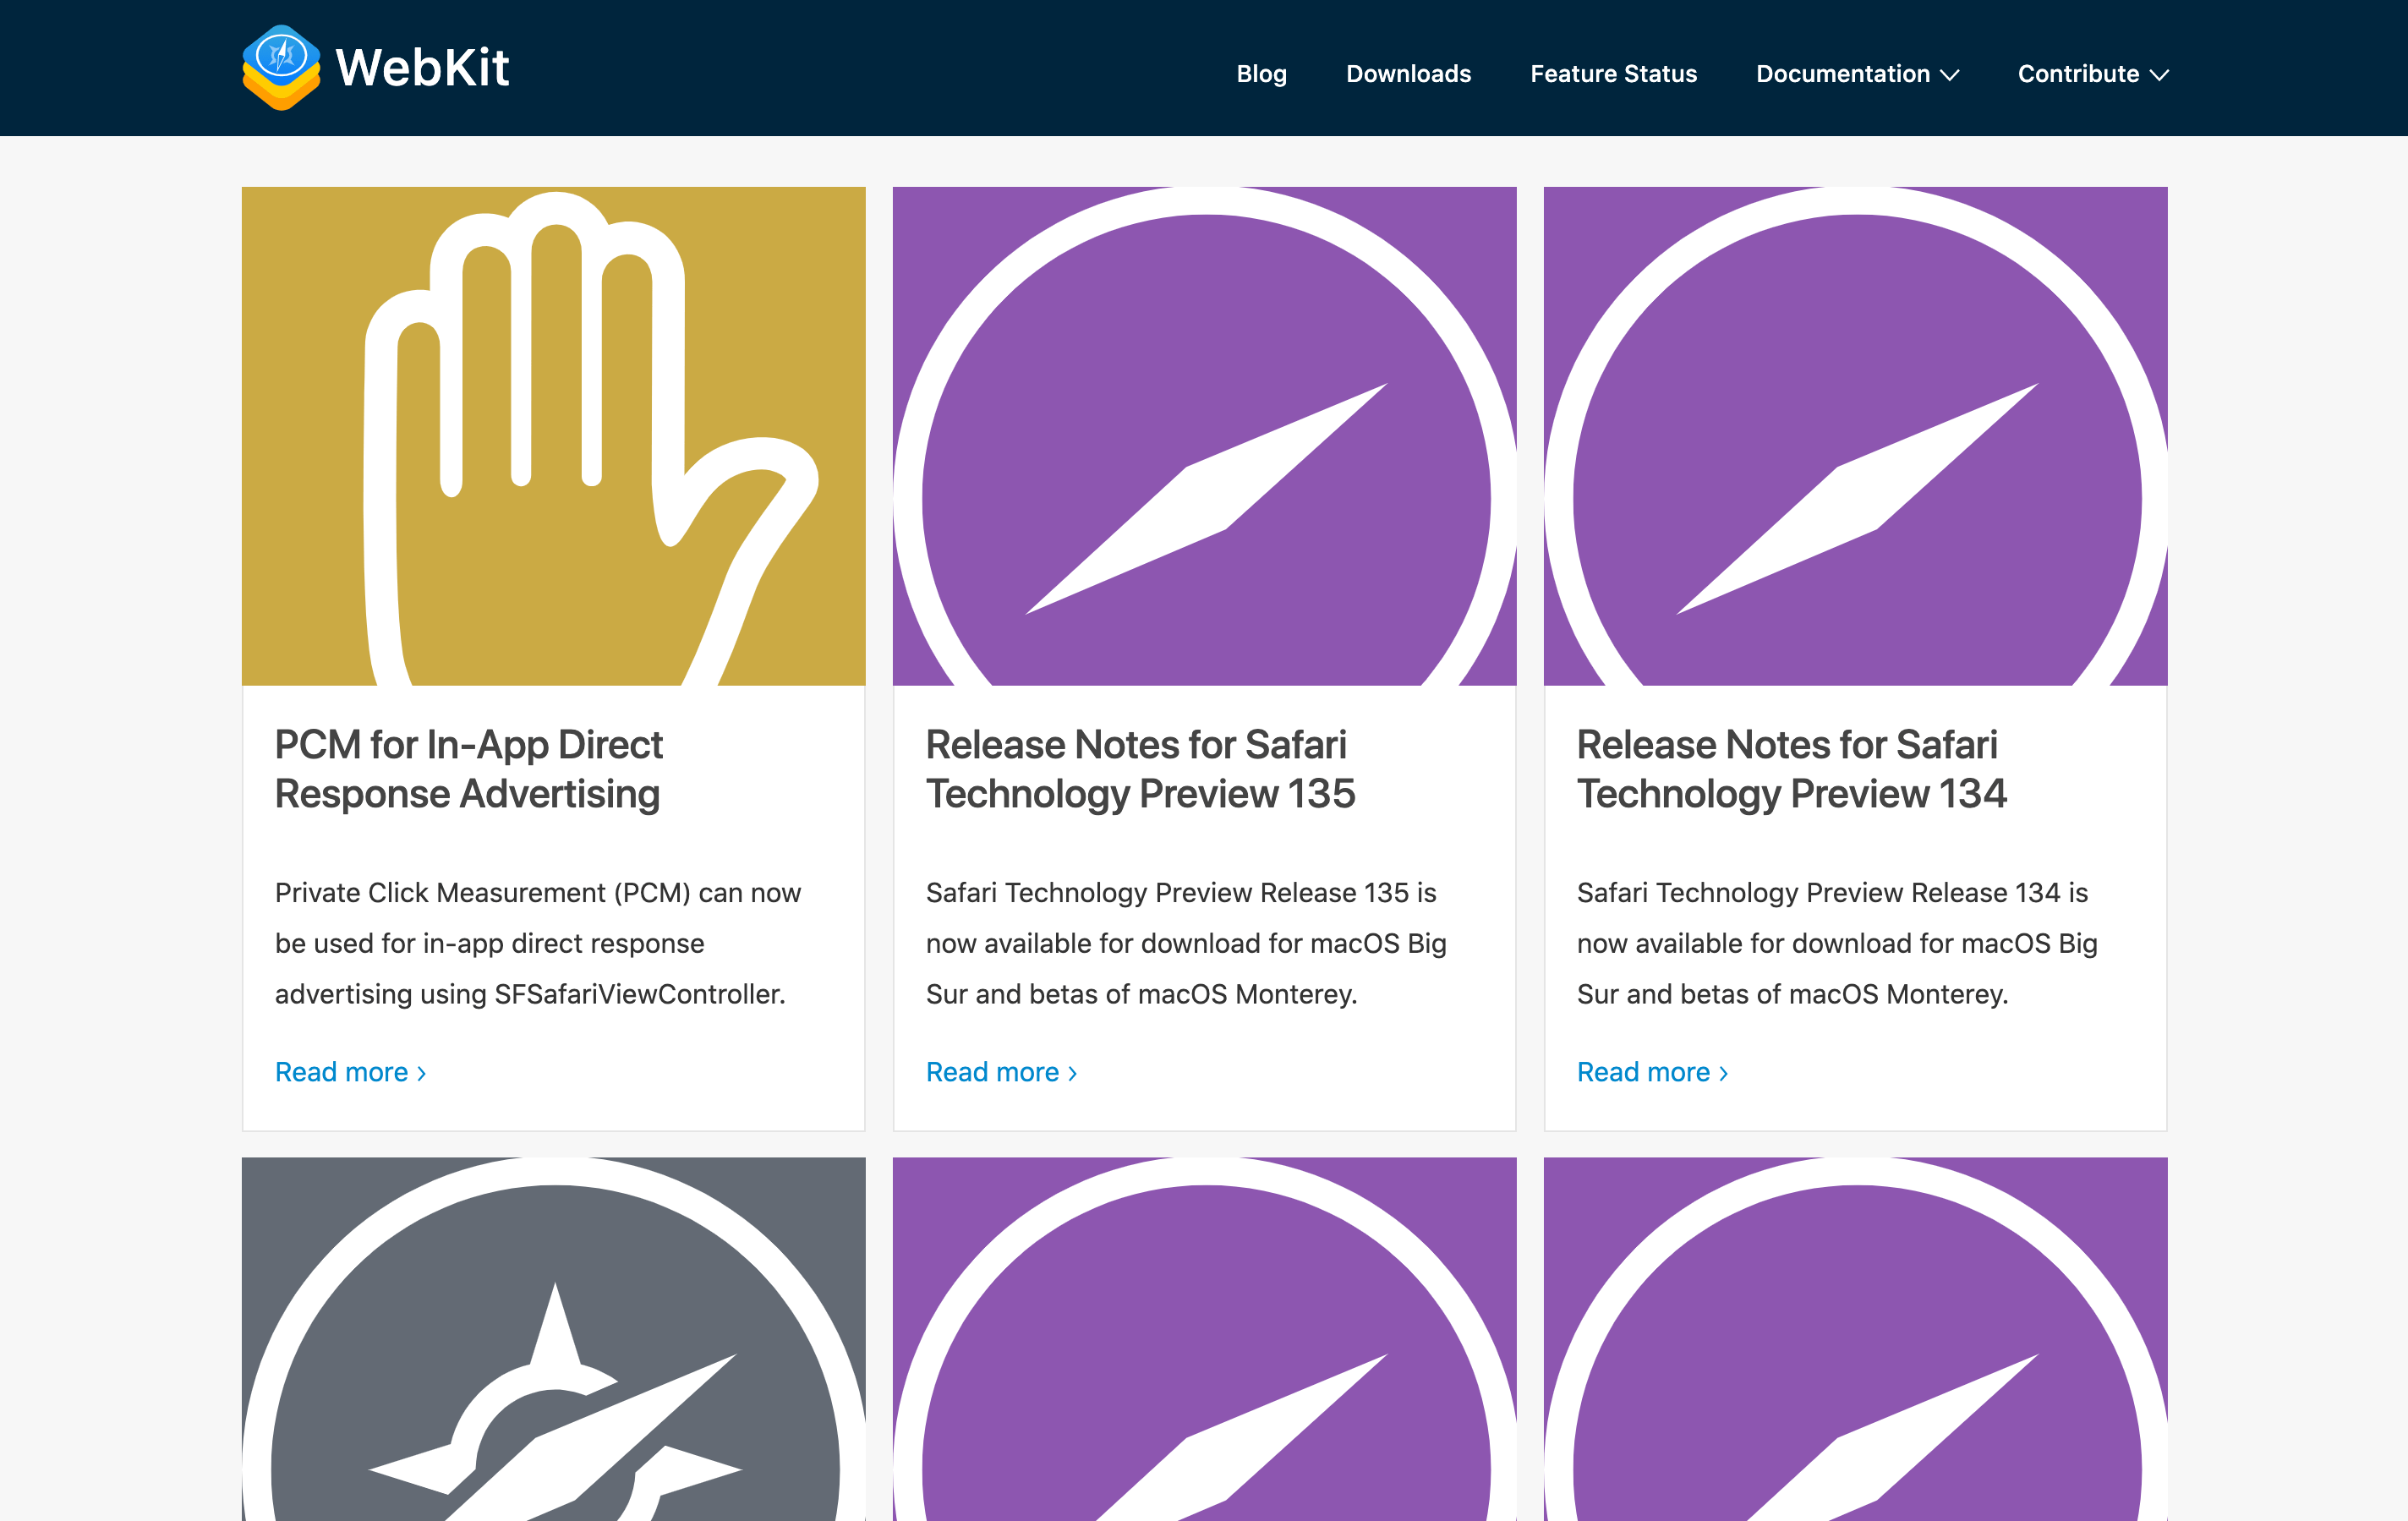 WebKit
Blog
Downloads
Feature Status
Documentation
Contribute
PCM for In-App Direct
Response Advertising
Private Click Measurement (PCM) can now
be used for in-app direct response
advertising using SFSafariViewController.
Read more ›
Release Notes for Safari
Technology Preview 135
Safari Technology Preview Release 135 is
now available for download for macOS Big
Sur and betas of macOS Monterey.
Read more ›
Release Notes for Safari
Technology Preview 134
Safari Technology Preview Release 134 is
now available for download for macOS Big
Sur and betas of macOS Monterey.
Read more ›